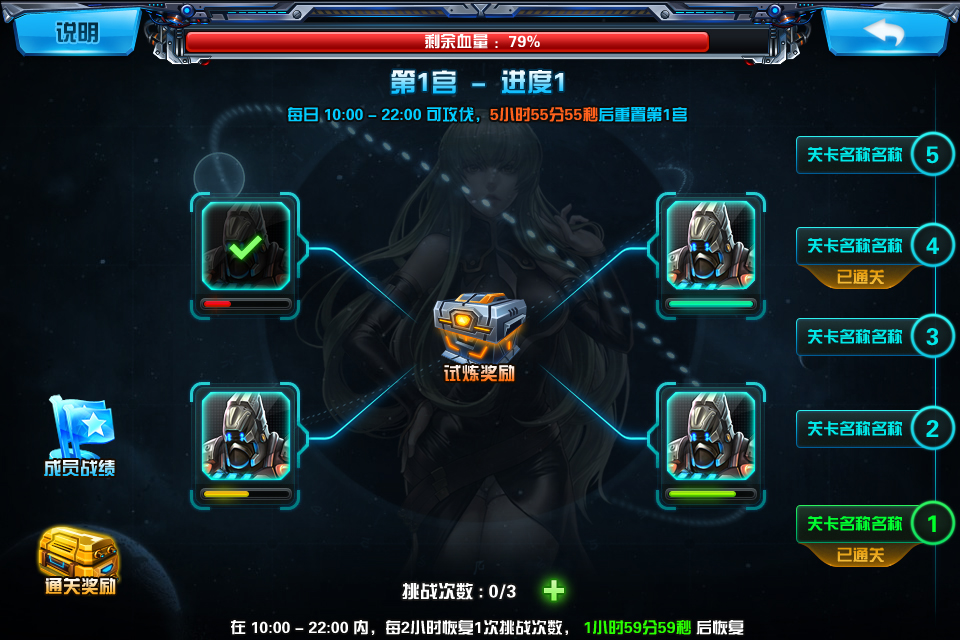 说明
剩余血量：79%
第1宫 – 进度1
每日 10:00 – 22:00 可攻伐，5小时55分55秒后重置第1宫
关卡名称名称 5
关卡名称名称 4
已通关
试炼奖励
关卡名称名称 3
关卡名称名称 2
成员战绩
关卡名称名称 1
已通关
通关奖励
挑战次数：0/3
在 10:00 – 22:00 内，每2小时恢复1次挑战次数， 1小时59分59秒 后恢复